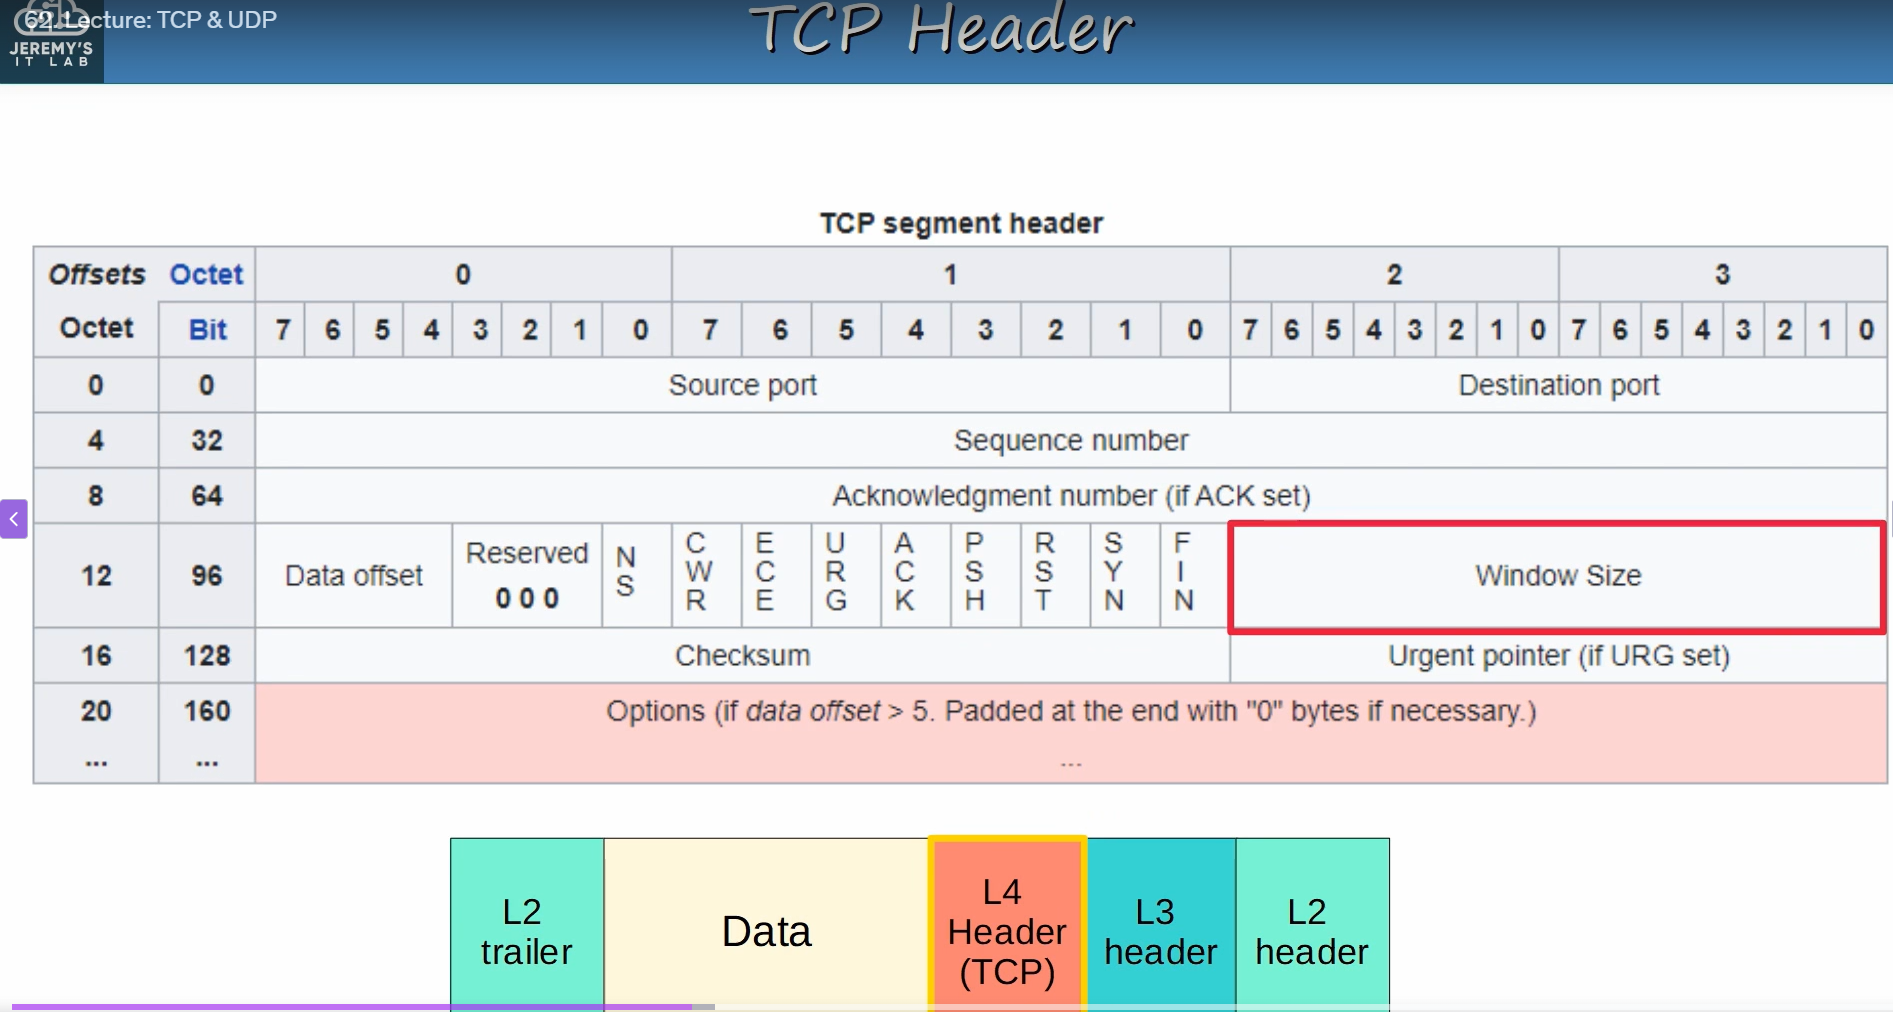 62. Lecture: TCP & UDP
JEREMY'S
IT LAB
TCP Header
TCP segment header
Offsets Octet 0 1 2 3
Octet Bit 7 6 5 4 3 2 1 0 7 6 5 4 3 2 1 0 7 6 5 4 3 2 1 0 7 6 5 4 3 2 1 0
0 0 Source port Destination port
4 32 Sequence number
8 64 Acknowledgment number (if ACK set)
12 96 Data offset Reserved 0 0 0 NS CWR ECE URG ACK PSH RST SYN FIN Window Size
16 128 Checksum Urgent pointer (if URG set)
20 160 Options (if data offset > 5. Padded at the end with "0" bytes if necessary.)
... ... ...
L2 trailer
Data
L4 Header (TCP)
L3 header
L2 header